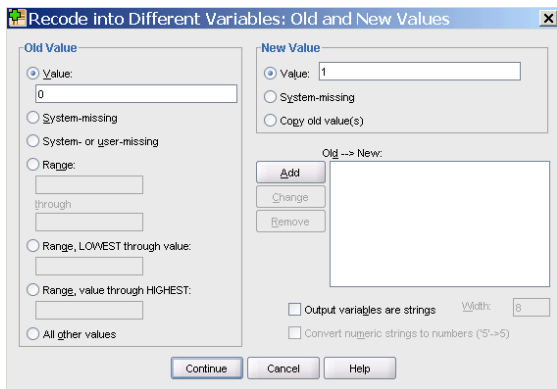 Recode into Different Variables: Old and New Values
Old Value
Value:
0
System-missing
System- or user-missing
Range:
through
Range, LOWEST through value:
Range, value through HIGHEST:
All other values
New Value
Value: 1
System-missing
Copy old value(s)
Old --> New:
Add
Change
Remove
Output variables are strings Width: 8
Convert numeric strings to numbers ('5'->5)
Continue Cancel Help